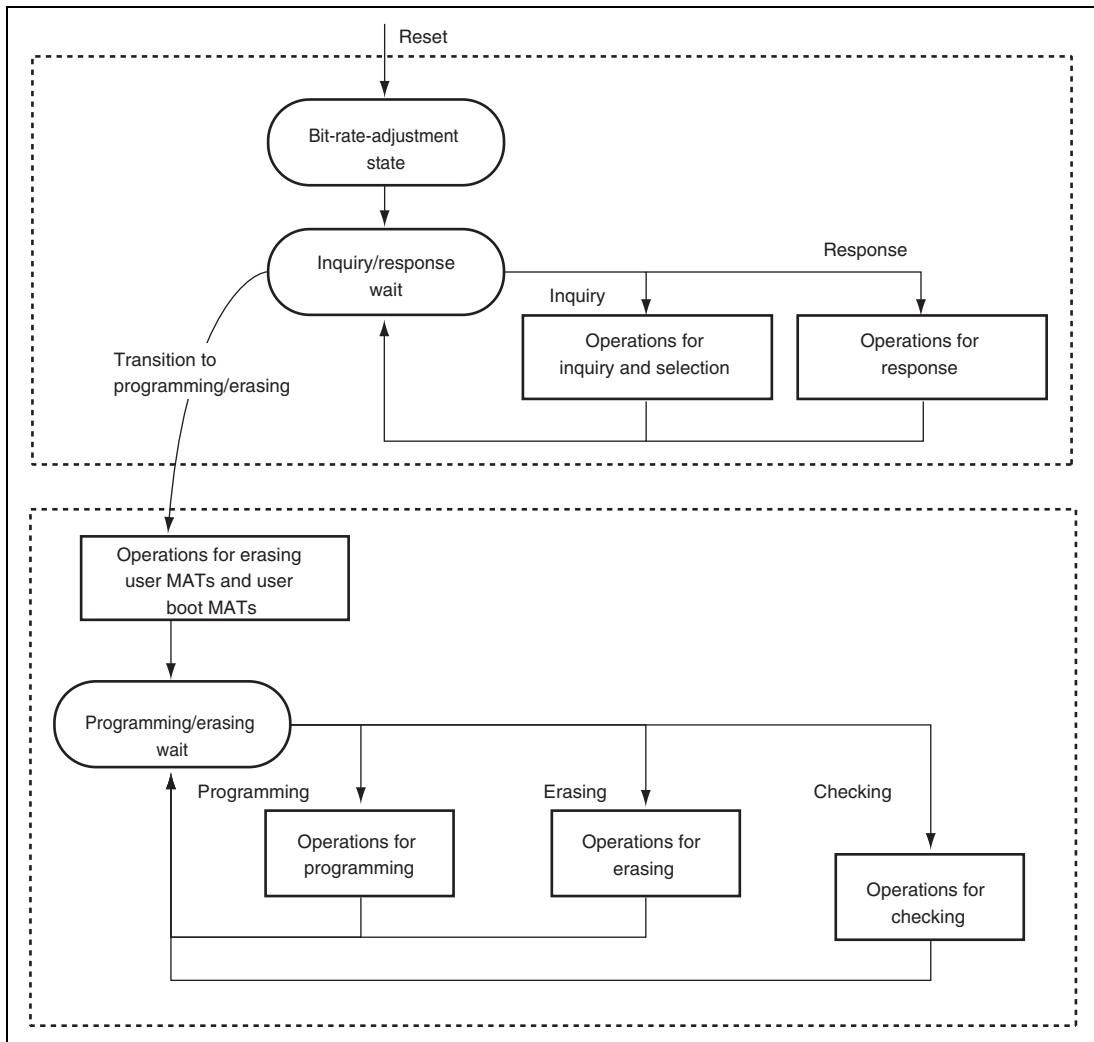 Reset
Bit-rate-adjustment
state
Inquiry/response
wait
Response
Inquiry
Operations for
inquiry and selection
Operations for
response
Transition to
programming/erasing
Operations for erasing
user MATs and user
boot MATs
Programming/erasing
wait
Programming
Erasing
Checking
Operations for
programming
Operations for
erasing
Operations for
checking